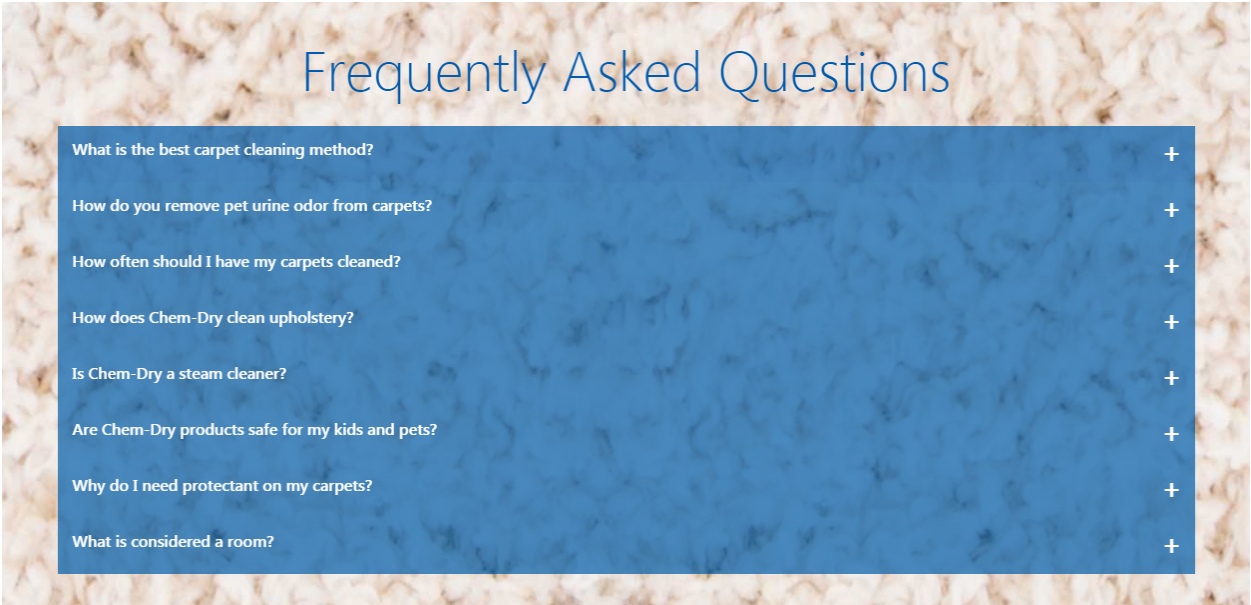 Frequently Asked Questions
What is the best carpet cleaning method? +
How do you remove pet urine odor from carpets? +
How often should I have my carpets cleaned? +
How does Chem-Dry clean upholstery? +
Is Chem-Dry a steam cleaner? +
Are Chem-Dry products safe for my kids and pets? +
Why do I need protectant on my carpets? +
What is considered a room? +